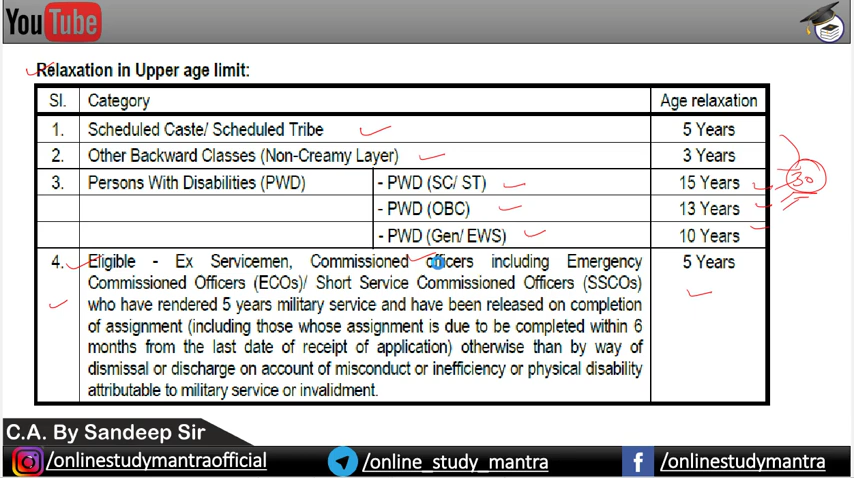 YouTube
Relaxation in Upper age limit:
Sl. Category Age relaxation
1. Scheduled Caste/ Scheduled Tribe 5 Years
2. Other Backward Classes (Non-Creamy Layer) 3 Years
3. Persons With Disabilities (PWD) - PWD (SC/ ST) 15 Years
- PWD (OBC) 13 Years
- PWD (Gen/ EWS) 10 Years
30
4. Eligible - Ex Servicemen, Commissioned officers including Emergency 5 Years
Commissioned Officers (ECOs)/ Short Service Commissioned Officers (SSCOs)
who have rendered 5 years military service and have been released on completion
of assignment (including those whose assignment is due to be completed within 6
months from the last date of receipt of application) otherwise than by way of
dismissal or discharge on account of misconduct or inefficiency or physical disability
attributable to military service or invalidment.
C.A. By Sandeep Sir
/onlinestudymantraofficial /online_study_mantra f /onlinestudymantra